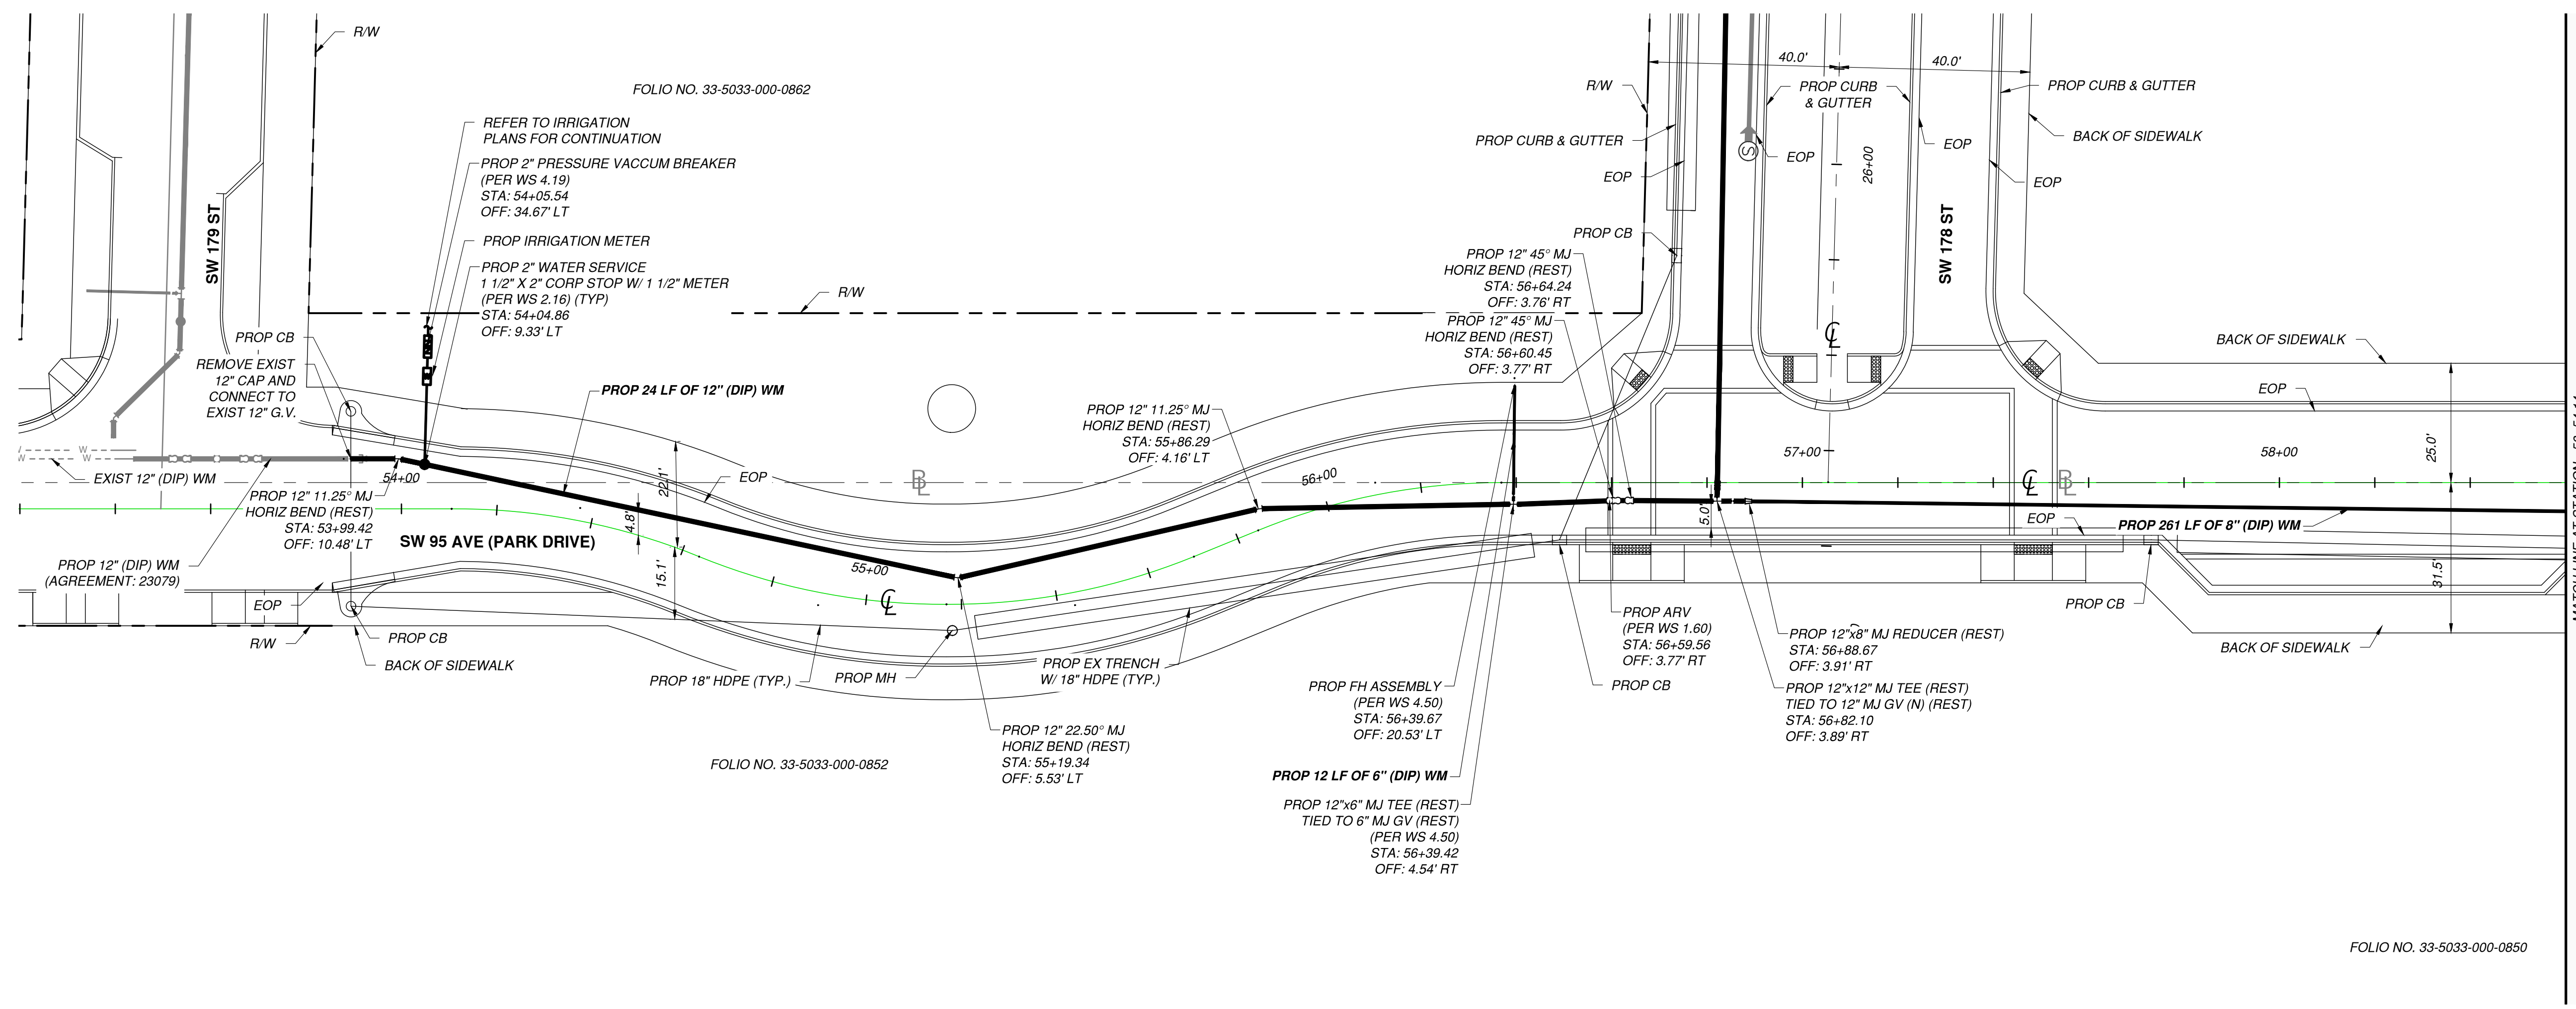 R/W
FOLIO NO. 33-5033-000-0862
REFER TO IRRIGATION
PLANS FOR CONTINUATION
PROP 2" PRESSURE VACCUM BREAKER
(PER WS 4.19)
STA: 54+05.54
OFF: 34.67' LT
PROP IRRIGATION METER
PROP 2" WATER SERVICE
1 1/2" X 2" CORP STOP W/ 1 1/2" METER
(PER WS 2.16) (TYP)
STA: 54+04.86
OFF: 9.33' LT
SW 179 ST
R/W
PROP CB
REMOVE EXIST
12" CAP AND
CONNECT TO
EXIST 12" G.V.
PROP 24 LF OF 12" (DIP) WM
W
W
W
EXIST 12" (DIP) WM
54+00
PROP 12" 11.25° MJ
HORIZ BEND (REST)
STA: 53+99.42
OFF: 10.48' LT
PROP 12" (DIP) WM
(AGREEMENT: 23079)
SW 95 AVE (PARK DRIVE)
EOP
22.1'
4.8'
15.1'
EOP
R/W
PROP CB
BACK OF SIDEWALK
55+00
BL
CL
PROP 18" HDPE (TYP.)
PROP MH
PROP EX TRENCH
W/ 18" HDPE (TYP.)
PROP 12" 22.50° MJ
HORIZ BEND (REST)
STA: 55+19.34
OFF: 5.53' LT
FOLIO NO. 33-5033-000-0852
PROP 12" 11.25° MJ
HORIZ BEND (REST)
STA: 55+86.29
OFF: 4.16' LT
56+00
R/W
PROP CURB & GUTTER
EOP
PROP CB
PROP 12" 45° MJ
HORIZ BEND (REST)
STA: 56+64.24
OFF: 3.76' RT
PROP 12" 45° MJ
HORIZ BEND (REST)
STA: 56+60.45
OFF: 3.77' RT
40.0'
40.0'
PROP CURB
& GUTTER
S
EOP
26+00
EOP
SW 178 ST
CL
PROP CURB & GUTTER
BACK OF SIDEWALK
EOP
BACK OF SIDEWALK
EOP
25.0'
57+00
58+00
CL
BL
5.0'
EOP
PROP 261 LF OF 8" (DIP) WM
31.5'
PROP CB
BACK OF SIDEWALK
PROP ARV
(PER WS 1.60)
STA: 56+59.56
OFF: 3.77' RT
PROP CB
PROP 12"x8" MJ REDUCER (REST)
STA: 56+88.67
OFF: 3.91' RT
PROP 12"x12" MJ TEE (REST)
TIED TO 12" MJ GV (N) (REST)
STA: 56+82.10
OFF: 3.89' RT
PROP FH ASSEMBLY
(PER WS 4.50)
STA: 56+39.67
OFF: 20.53' LT
PROP 12 LF OF 6" (DIP) WM
PROP 12"x6" MJ TEE (REST)
TIED TO 6" MJ GV (REST)
(PER WS 4.50)
STA: 56+39.42
OFF: 4.54' RT
FOLIO NO. 33-5033-000-0850